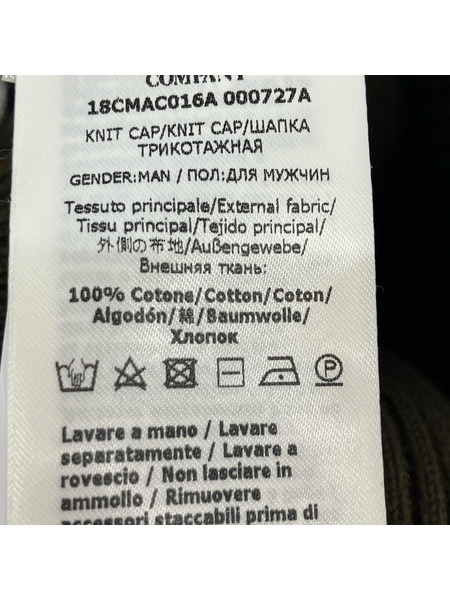 COMPANY
18CMAC016A 000727A
KNIT CAP/KNIT CAP/ШАПКА
ТРИКОТАЖНАЯ
GENDER:MAN / ПОЛ:ДЛЯ МУЖЧИН
Tessuto principale/External fabric/
Tissu principal/Tejido principal/
外側の布地/Außengewebe/
Внешняя ткань:
100% Cotone/Cotton/Coton/
Algodón/綿/Baumwolle/
Хлопок
P
Lavare a mano / Lavare
separatamente / Lavare a
rovescio / Non lasciare in
ammollo / Rimuovere
accessori staccabili prima di